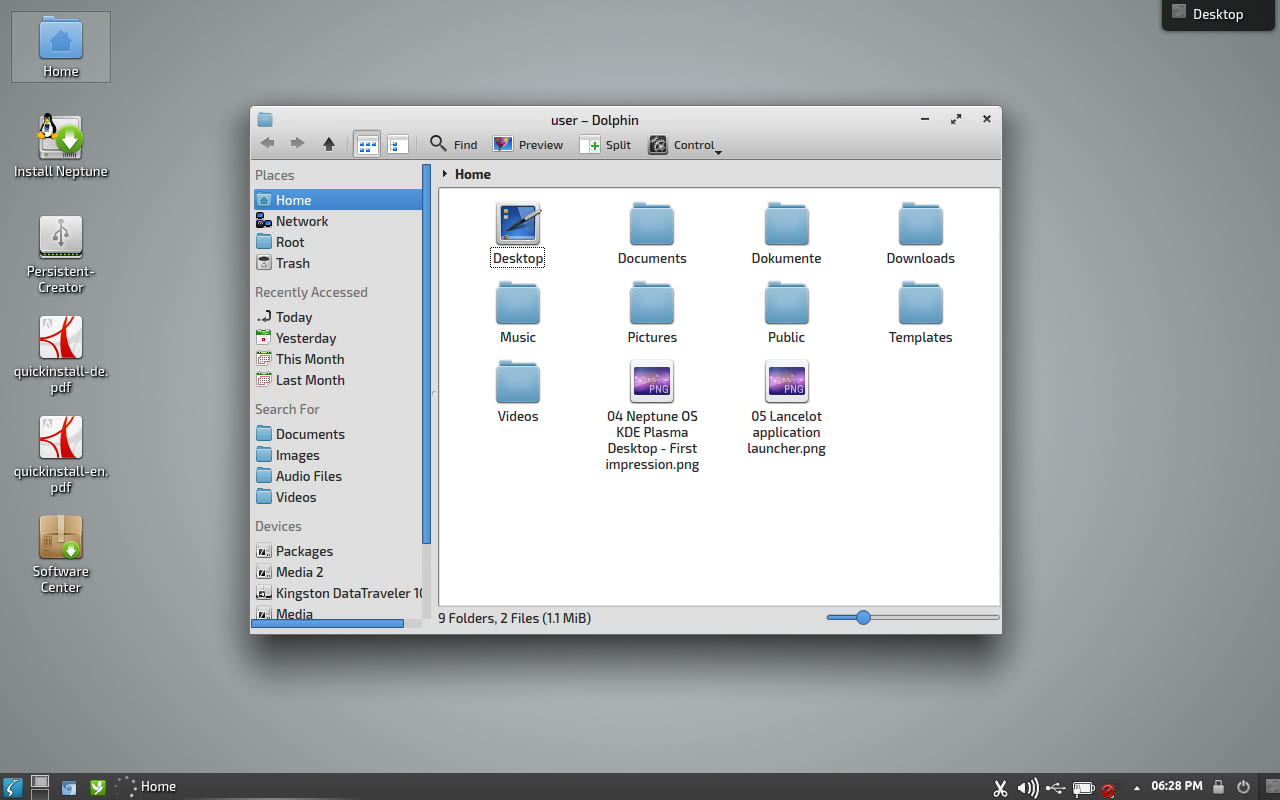 Desktop
Home
Install Neptune
Persistent-
Creator
quickinstall-de.
pdf
quickinstall-en.
pdf
Software
Center
user – Dolphin
Find
Preview
Split
Control
Places
Home
Network
Root
Trash
Recently Accessed
Today
Yesterday
This Month
Last Month
Search For
Documents
Images
Audio Files
Videos
Devices
Packages
Media 2
Kingston DataTraveler 10
Media
Home
Desktop
Documents
Dokumente
Downloads
Music
Pictures
Public
Templates
Videos
PNG
04 Neptune OS
KDE Plasma
Desktop - First
impression.png
PNG
05 Lancelot
application
launcher.png
9 Folders, 2 Files (1.1 MiB)
Home
06:28 PM